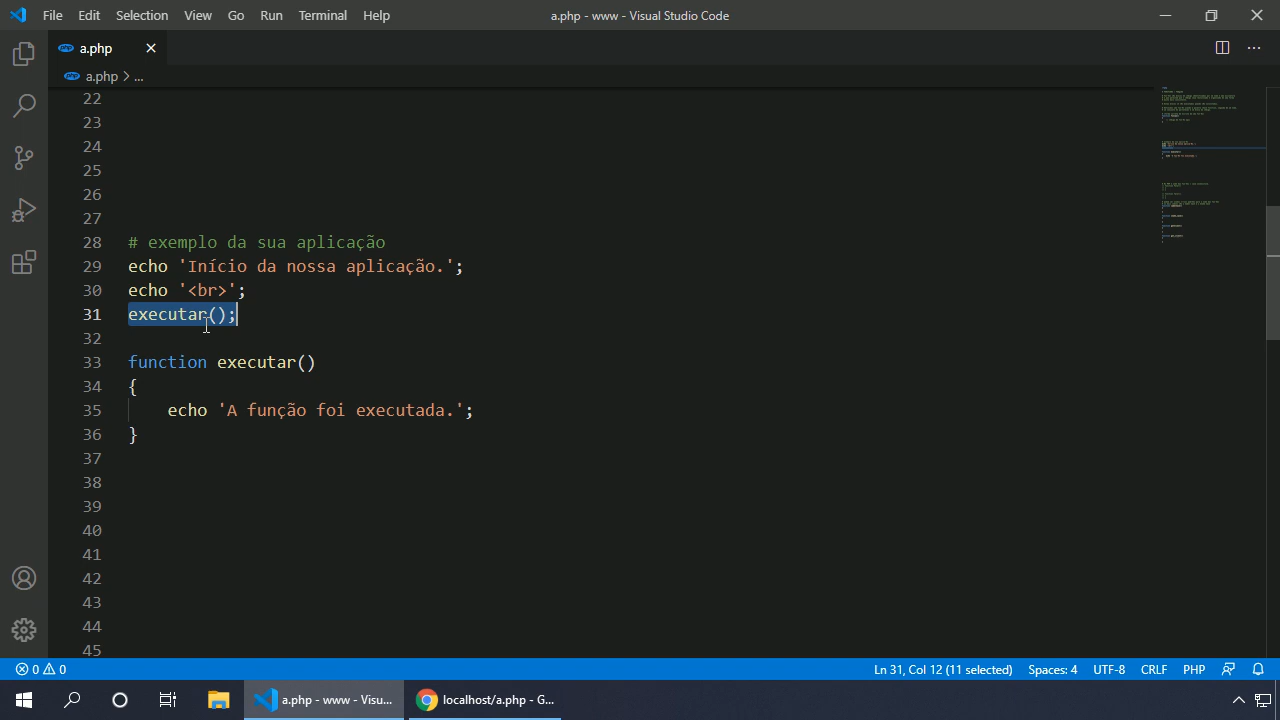 File Edit Selection View Go Run Terminal Help
a.php - www - Visual Studio Code
php a.php
php a.php > ...
22
23
24
25
26
27
28 # exemplo da sua aplicação
29 echo 'Início da nossa aplicação.';
30 echo '<br>';
31 executar();
32
33 function executar()
34 {
35 echo 'A função foi executada.';
36 }
37
38
39
40
41
42
43
44
45
0 0
Ln 31, Col 12 (11 selected) Spaces: 4 UTF-8 CRLF PHP
a.php - www - Visu...
localhost/a.php - G...